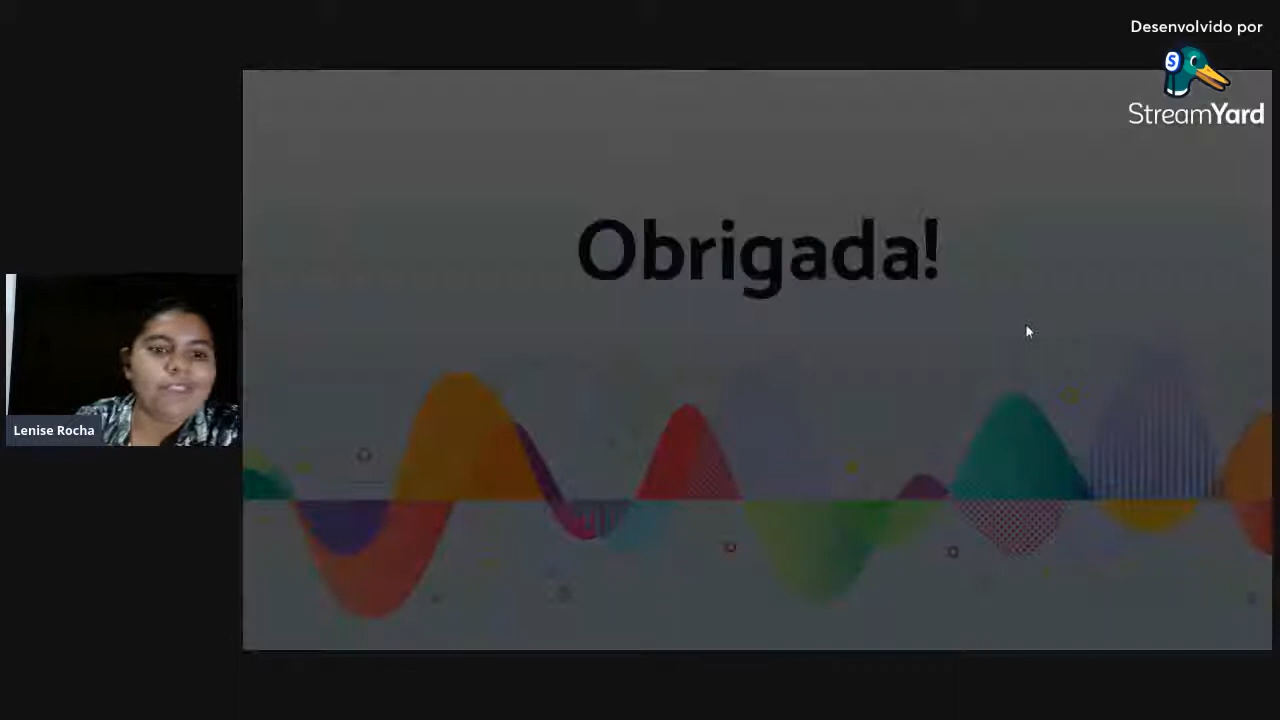 Desenvolvido por
S
StreamYard
Obrigada!
Lenise Rocha